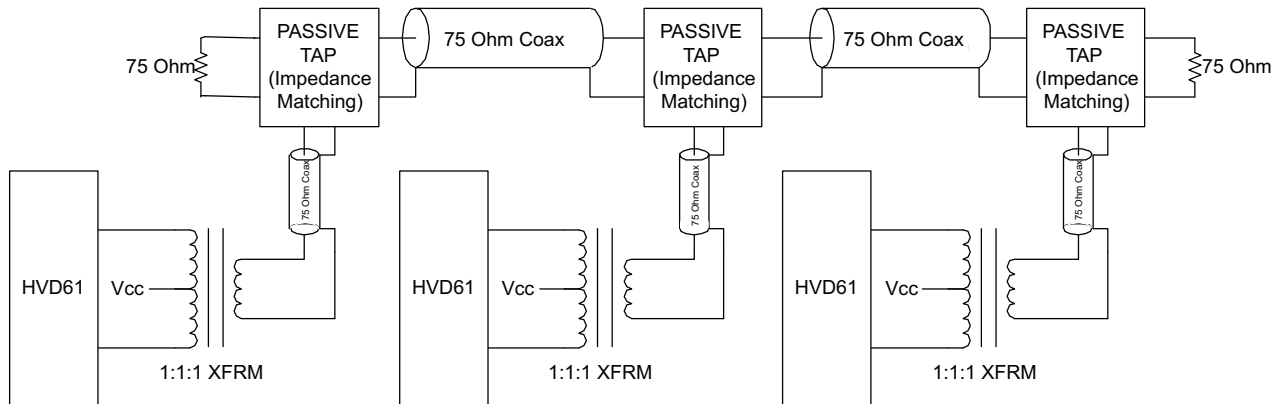 PASSIVE
TAP
(Impedance
Matching)
75 Ohm Coax
PASSIVE
TAP
(Impedance
Matching)
75 Ohm Coax
PASSIVE
TAP
(Impedance
Matching)
75 Ohm
75 Ohm
75 Ohm Coax
75 Ohm Coax
75 Ohm Coax
HVD61
Vcc
HVD61
Vcc
HVD61
Vcc
1:1:1 XFRM
1:1:1 XFRM
1:1:1 XFRM